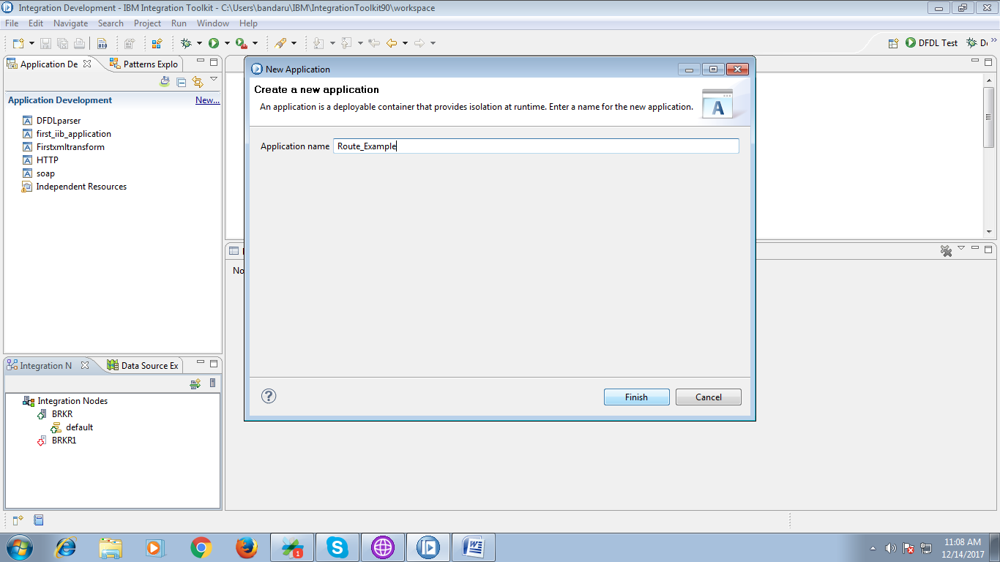 Integration Development - IBM Integration Toolkit - C:\Users\bandaru\IBM\IntegrationToolkit90\workspace
File Edit Navigate Search Project Run Window Help
010
DFDL Test
Application De
Patterns Explo
Application Development
New...
DFDLparser
first_iib_application
Firstxmltransform
HTTP
soap
Independent Resources
New Application
Create a new application
An application is a deployable container that provides isolation at runtime. Enter a name for the new application.
A
Application name Route_Example
No
?
Finish Cancel
Integration N
Data Source Ex
Integration Nodes
BRKR
default
BRKR1
1
S
W
11:08 AM
12/14/2017